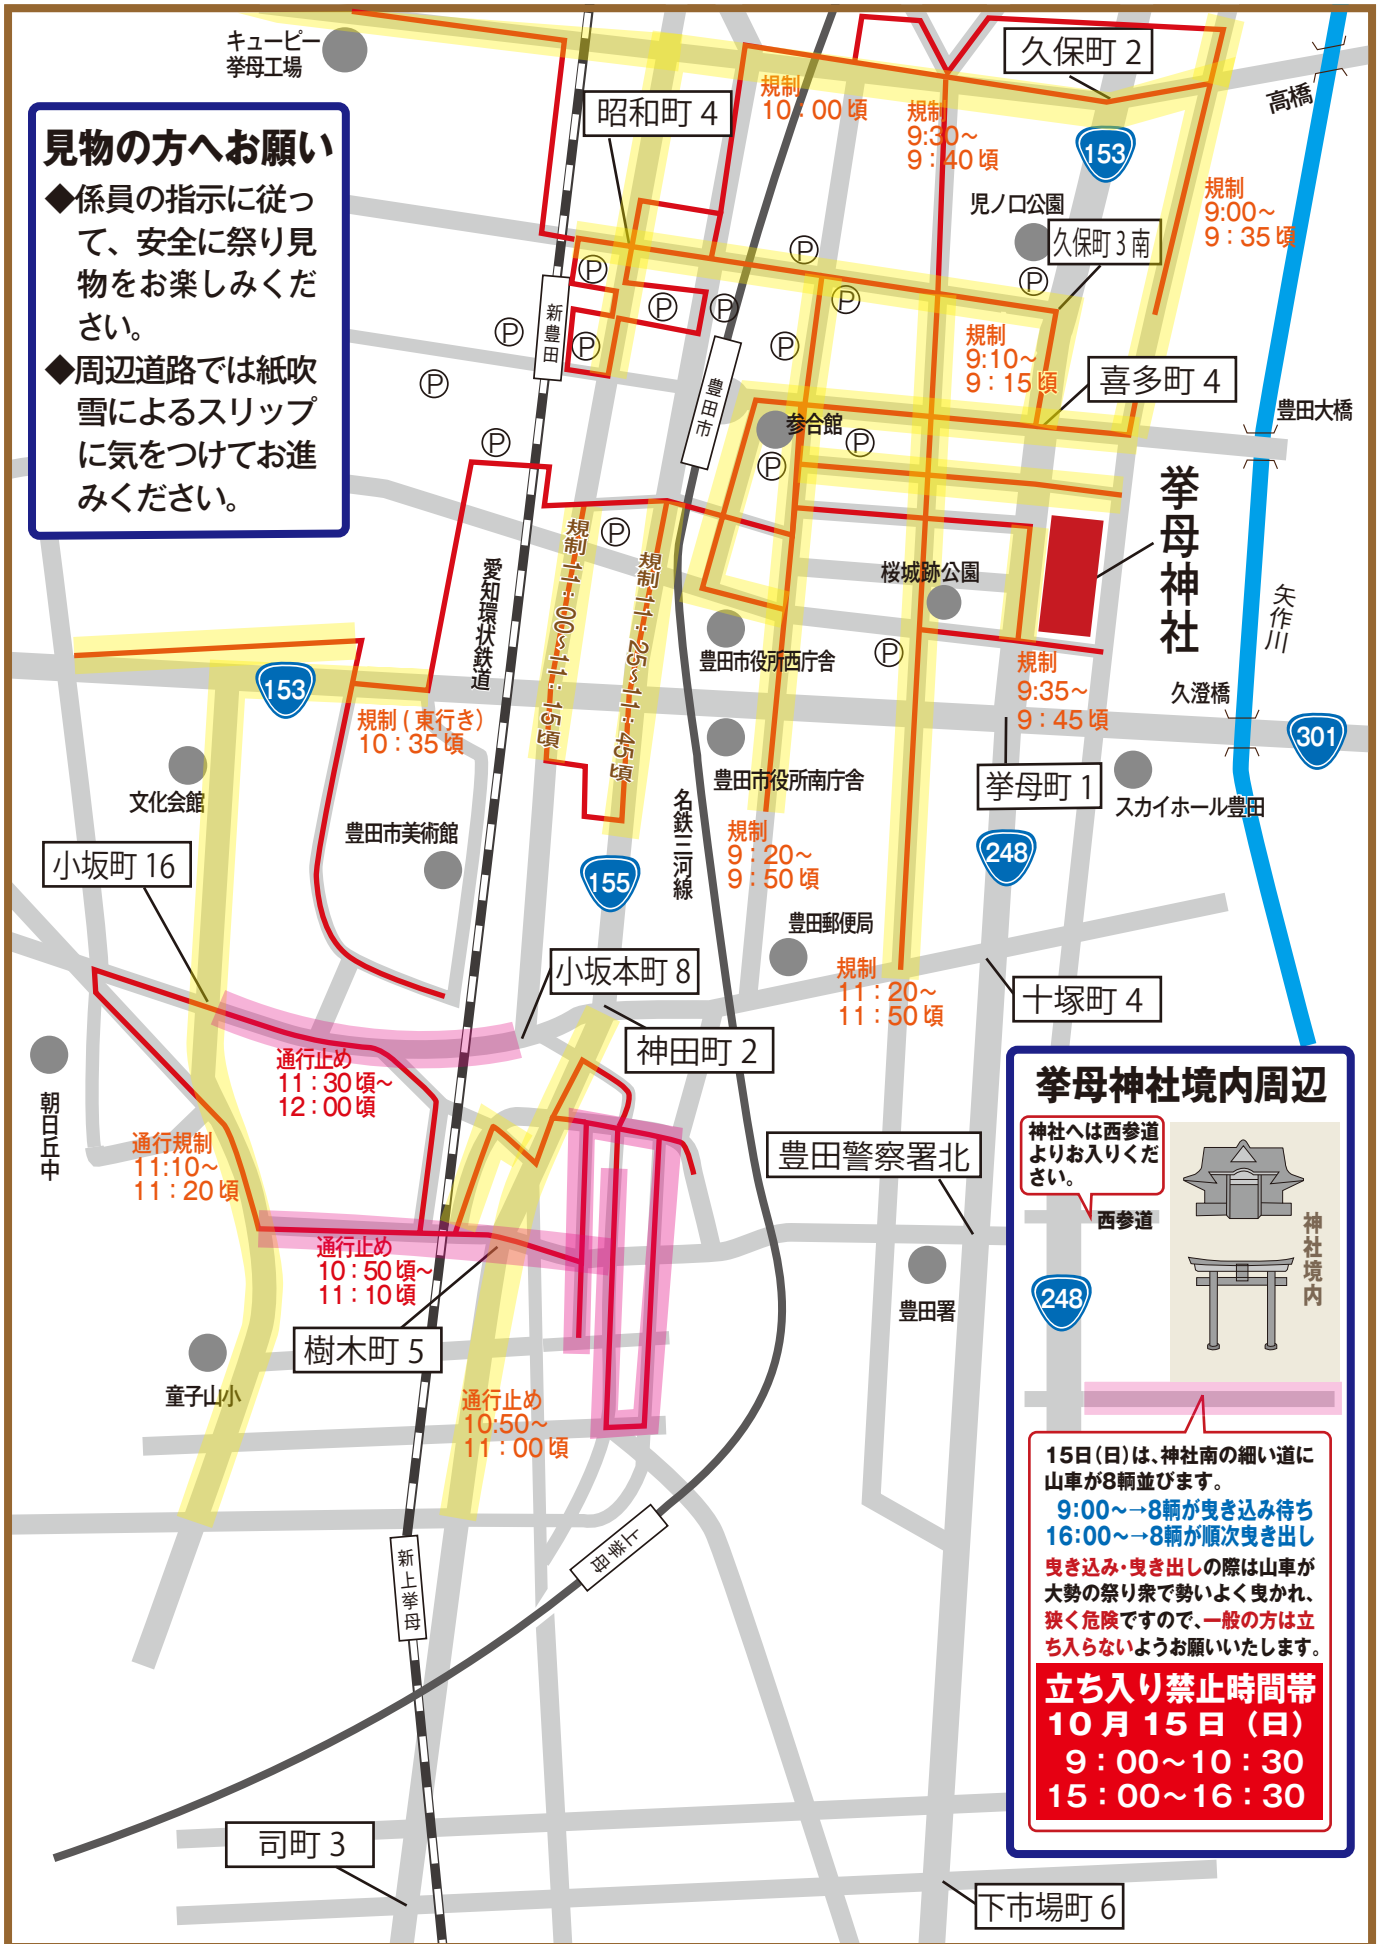 キューピー
挙母工場
見物の方へお願い
◆係員の指示に従っ
て、安全に祭り見
物をお楽しみくだ
さい。
◆周辺道路では紙吹
雪によるスリップ
に気をつけてお進
みください。
昭和町 4
規制
10：00 頃
規制
9:30～
9：40 頃
久保町 2
高橋
153
児ノ口公園
規制
9:00～
9：35 頃
久保町 3 南
Ⓟ
Ⓟ
Ⓟ
Ⓟ
Ⓟ
Ⓟ
Ⓟ
Ⓟ
Ⓟ
Ⓟ
新豊田
豊田市
規制
9:10～
9：15 頃
喜多町 4
豊田大橋
参合館
Ⓟ
Ⓟ
Ⓟ
Ⓟ
挙母神社
矢作川
愛知環状鉄道
規制 11：00～11：15 頃
規制 11：25～11：45 頃
桜城跡公園
豊田市役所西庁舎
Ⓟ
規制
9:35～
9：45 頃
久澄橋
301
153
規制 ( 東行き )
10：35 頃
文化会館
豊田市美術館
豊田市役所南庁舎
挙母町 1
スカイホール豊田
名鉄三河線
規制
9：20～
9：50 頃
小坂町 16
155
248
豊田郵便局
小坂本町 8
規制
11：20～
11：50 頃
十塚町 4
神田町 2
朝日丘中
通行止め
11：30 頃～
12：00 頃
通行規制
11:10～
11：20 頃
豊田警察署北
通行止め
10：50 頃～
11：10 頃
樹木町 5
豊田署
童子山小
通行止め
10:50～
11：00 頃
上挙母
新上挙母
司町 3
下市場町 6
挙母神社境内周辺
神社へは西参道
よりお入りくだ
さい。
西参道
神社境内
248
15日（日）は、神社南の細い道に
山車が8輌並びます。
9:00～→8輌が曳き込み待ち
16:00～→8輌が順次曳き出し
曳き込み・曳き出しの際は山車が
大勢の祭り衆で勢いよく曳かれ、
狭く危険ですので、一般の方は立
ち入らないようお願いいたします。
立ち入り禁止時間帯
10 月 15 日（日）
9：00～10：30
15：00～16：30